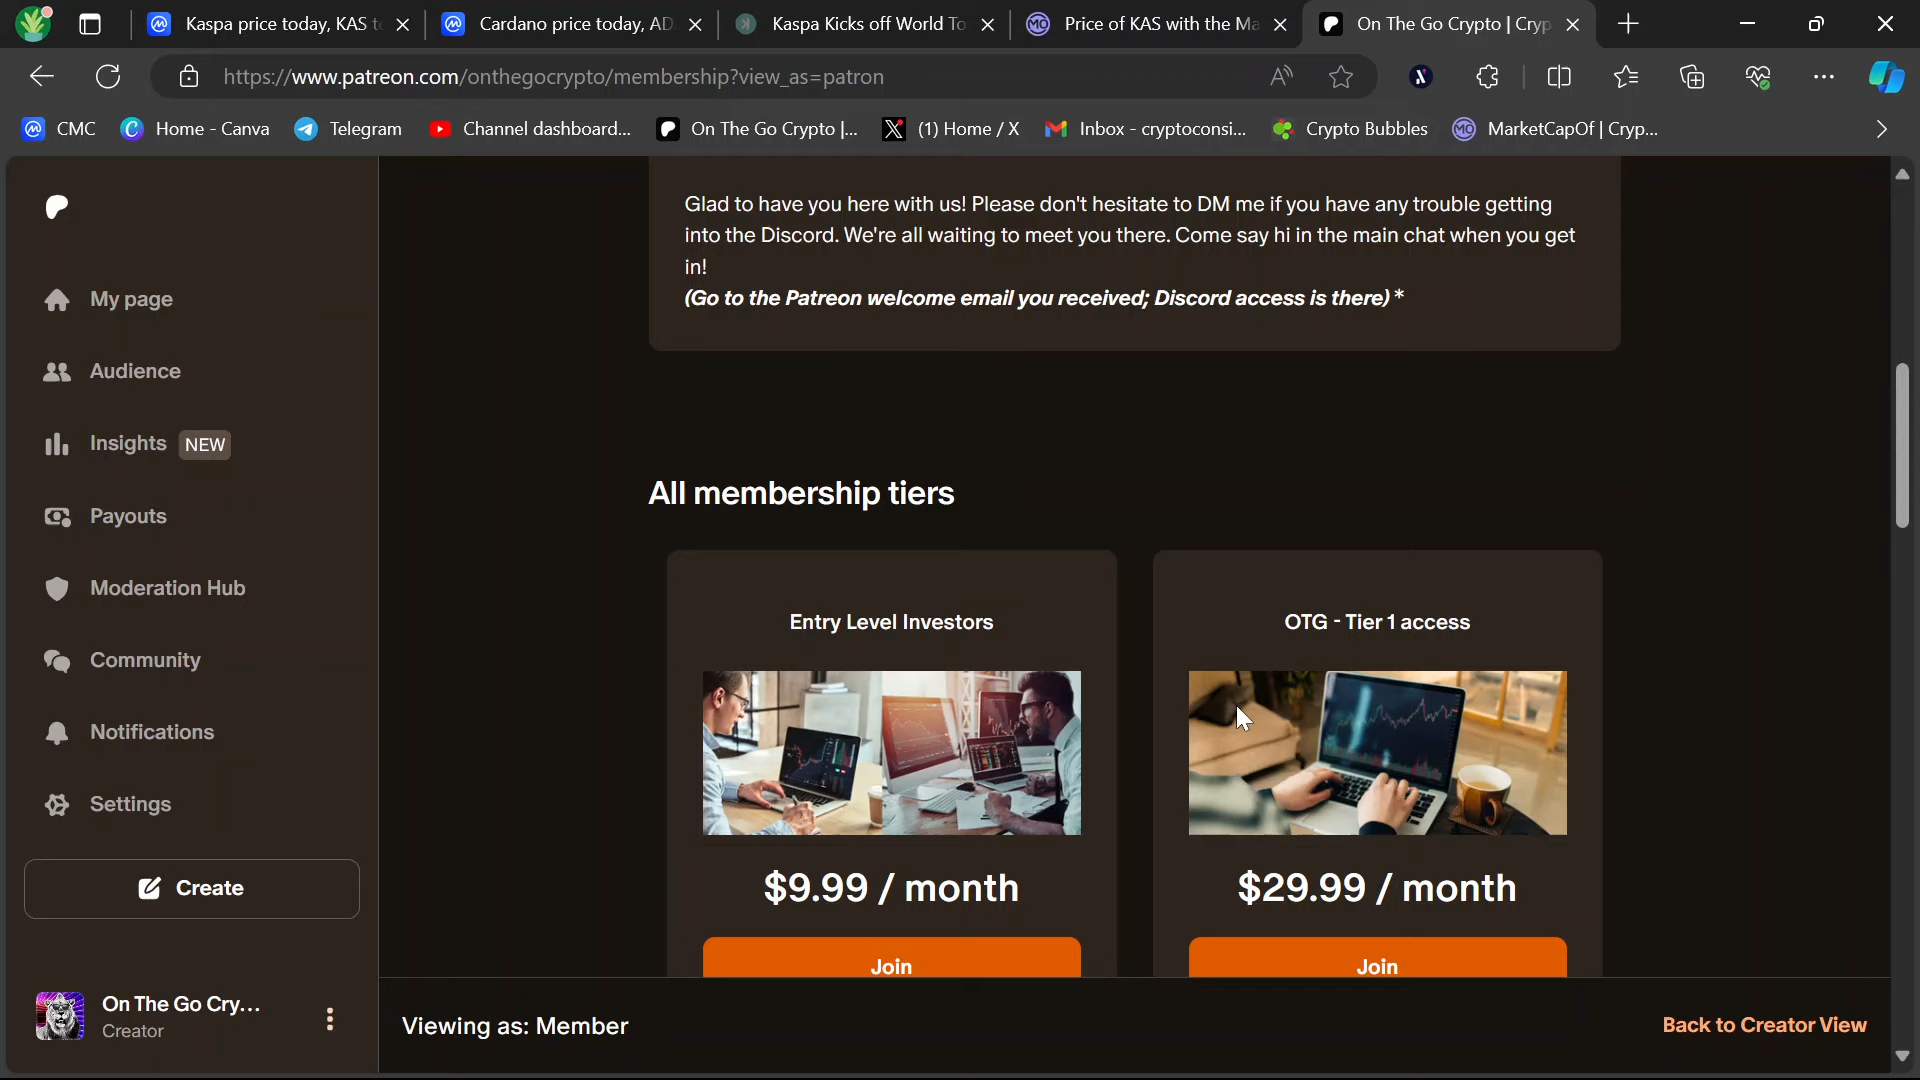 Kaspa price today, KAS t
Cardano price today, AD
Kaspa Kicks off World To
Price of KAS with the Ma
On The Go Crypto | Cryp
https://www.patreon.com/onthegocrypto/membership?view_as=patron
CMC
Home - Canva
Telegram
Channel dashboard...
On The Go Crypto |...
(1) Home / X
Inbox - cryptoconsi...
Crypto Bubbles
MarketCapOf | Cryp...
My page
Audience
Insights NEW
Payouts
Moderation Hub
Community
Notifications
Settings
Create
On The Go Cry...
Creator
Glad to have you here with us! Please don't hesitate to DM me if you have any trouble getting
into the Discord. We're all waiting to meet you there. Come say hi in the main chat when you get
in!
(Go to the Patreon welcome email you received; Discord access is there) *
All membership tiers
Entry Level Investors
$9.99 / month
Join
OTG - Tier 1 access
$29.99 / month
Join
Viewing as: Member
Back to Creator View